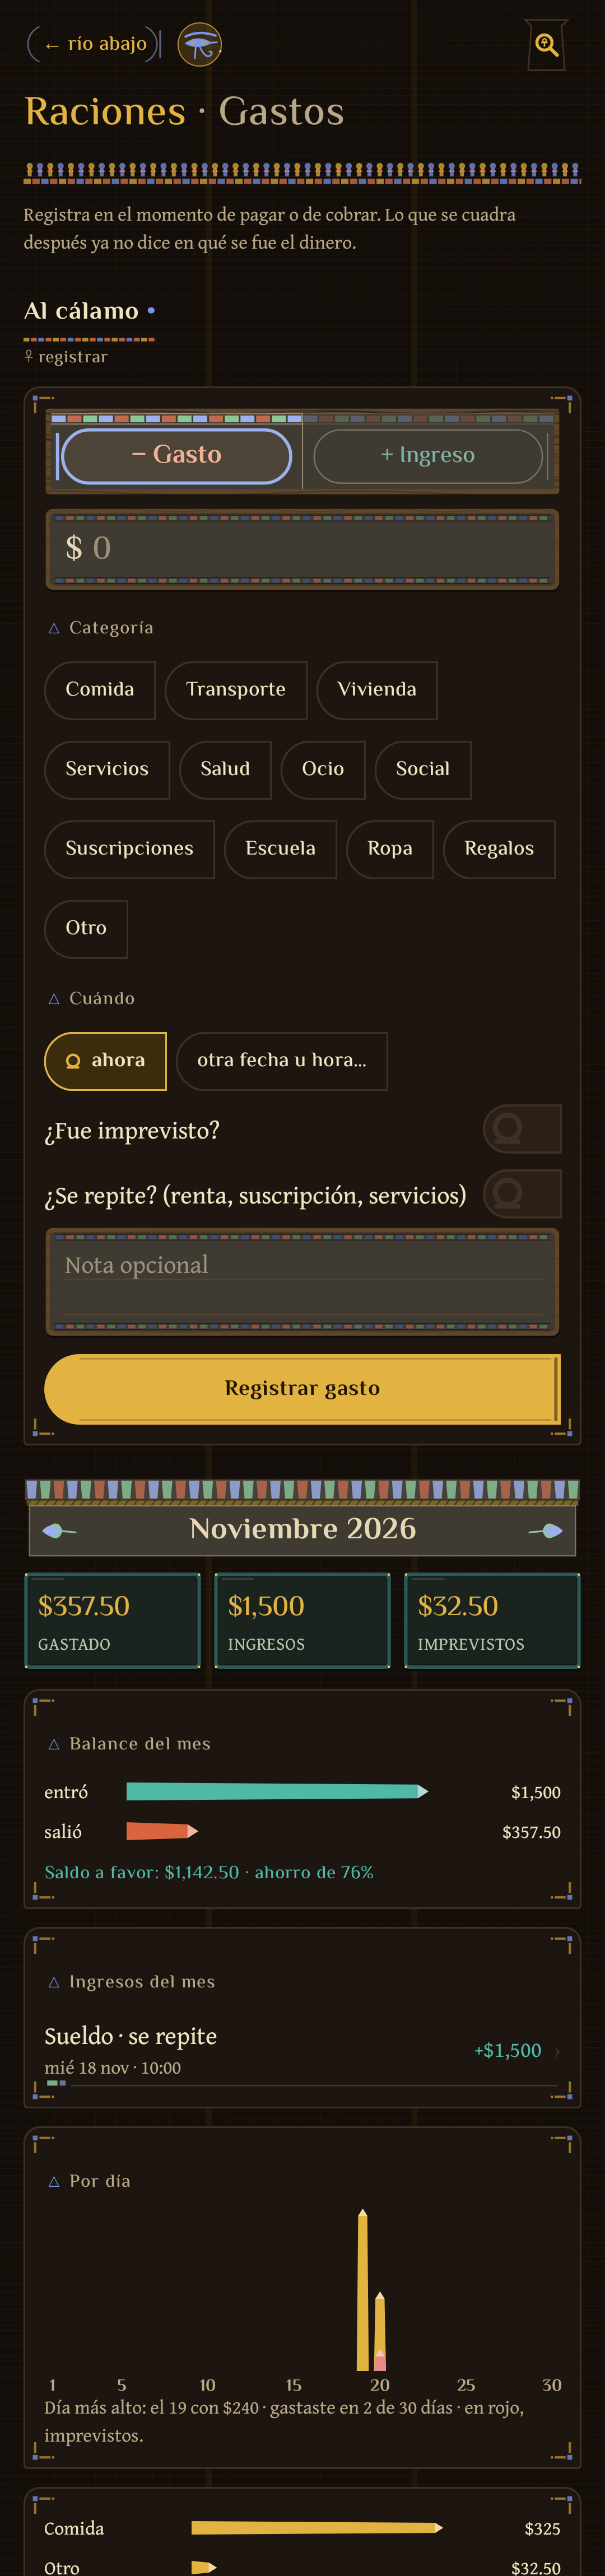 ← río abajo
Raciones · Gastos
Registra en el momento de pagar o de cobrar. Lo que se cuadra
después ya no dice en qué se fue el dinero.
Al cálamo
registrar
− Gasto + Ingreso
$ 0
Categoría
Comida Transporte Vivienda
Servicios Salud Ocio Social
Suscripciones Escuela Ropa Regalos
Otro
Cuándo
ahora otra fecha u hora...
¿Fue imprevisto?
¿Se repite? (renta, suscripción, servicios)
Nota opcional
Registrar gasto
Noviembre 2026
$357.50 $1,500 $32.50
GASTADO INGRESOS IMPREVISTOS
Balance del mes
entró $1,500
salió $357.50
Saldo a favor: $1,142.50 · ahorro de 76%
Ingresos del mes
Sueldo · se repite
+$1,500 ›
mié 18 nov · 10:00
Por día
1 5 10 15 20 25 30
Día más alto: el 19 con $240 · gastaste en 2 de 30 días · en rojo,
imprevistos.
Comida $325
Otro $32.50